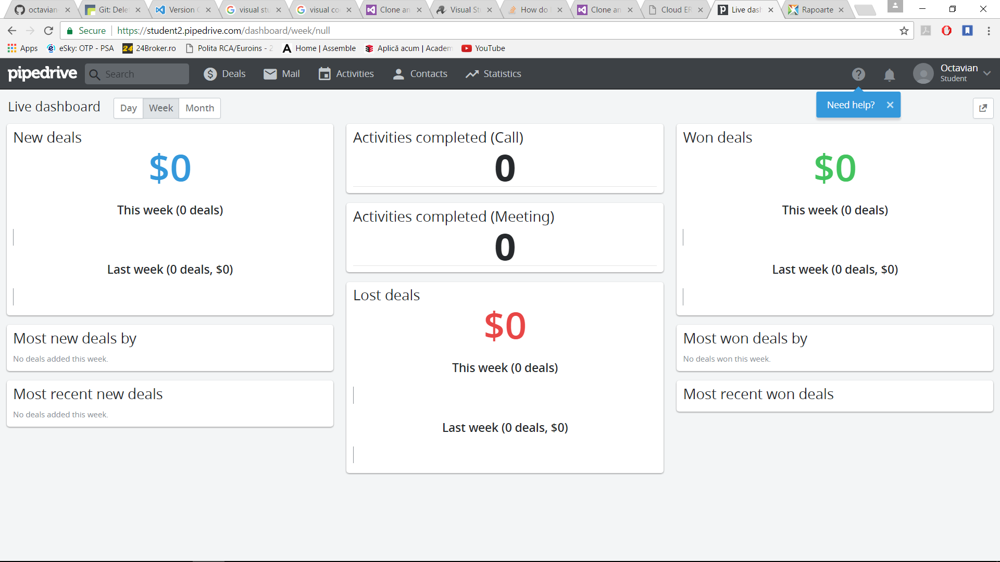 octavian-
Git: Dele
Version
visual stu
visual co
Clone an
Visual St
How do
Clone an
Cloud ER
Live dash
Rapoarte
Secure
https://student2.pipedrive.com/dashboard/week/null
Apps
eSky: OTP - PSA
24 24Broker.ro
Polita RCA/Euroins - 2
Home | Assemble
Aplică acum | Academ
YouTube
pipedrive
Search
Deals
Mail
Activities
Contacts
Statistics
?
Octavian
Student
Live dashboard
Day
Week
Month
Need help?
New deals
$0
This week (0 deals)
Last week (0 deals, $0)
Most new deals by
No deals added this week.
Most recent new deals
No deals added this week.
Activities completed (Call)
0
Activities completed (Meeting)
0
Lost deals
$0
This week (0 deals)
Last week (0 deals, $0)
Won deals
$0
This week (0 deals)
Last week (0 deals, $0)
Most won deals by
No deals won this week.
Most recent won deals